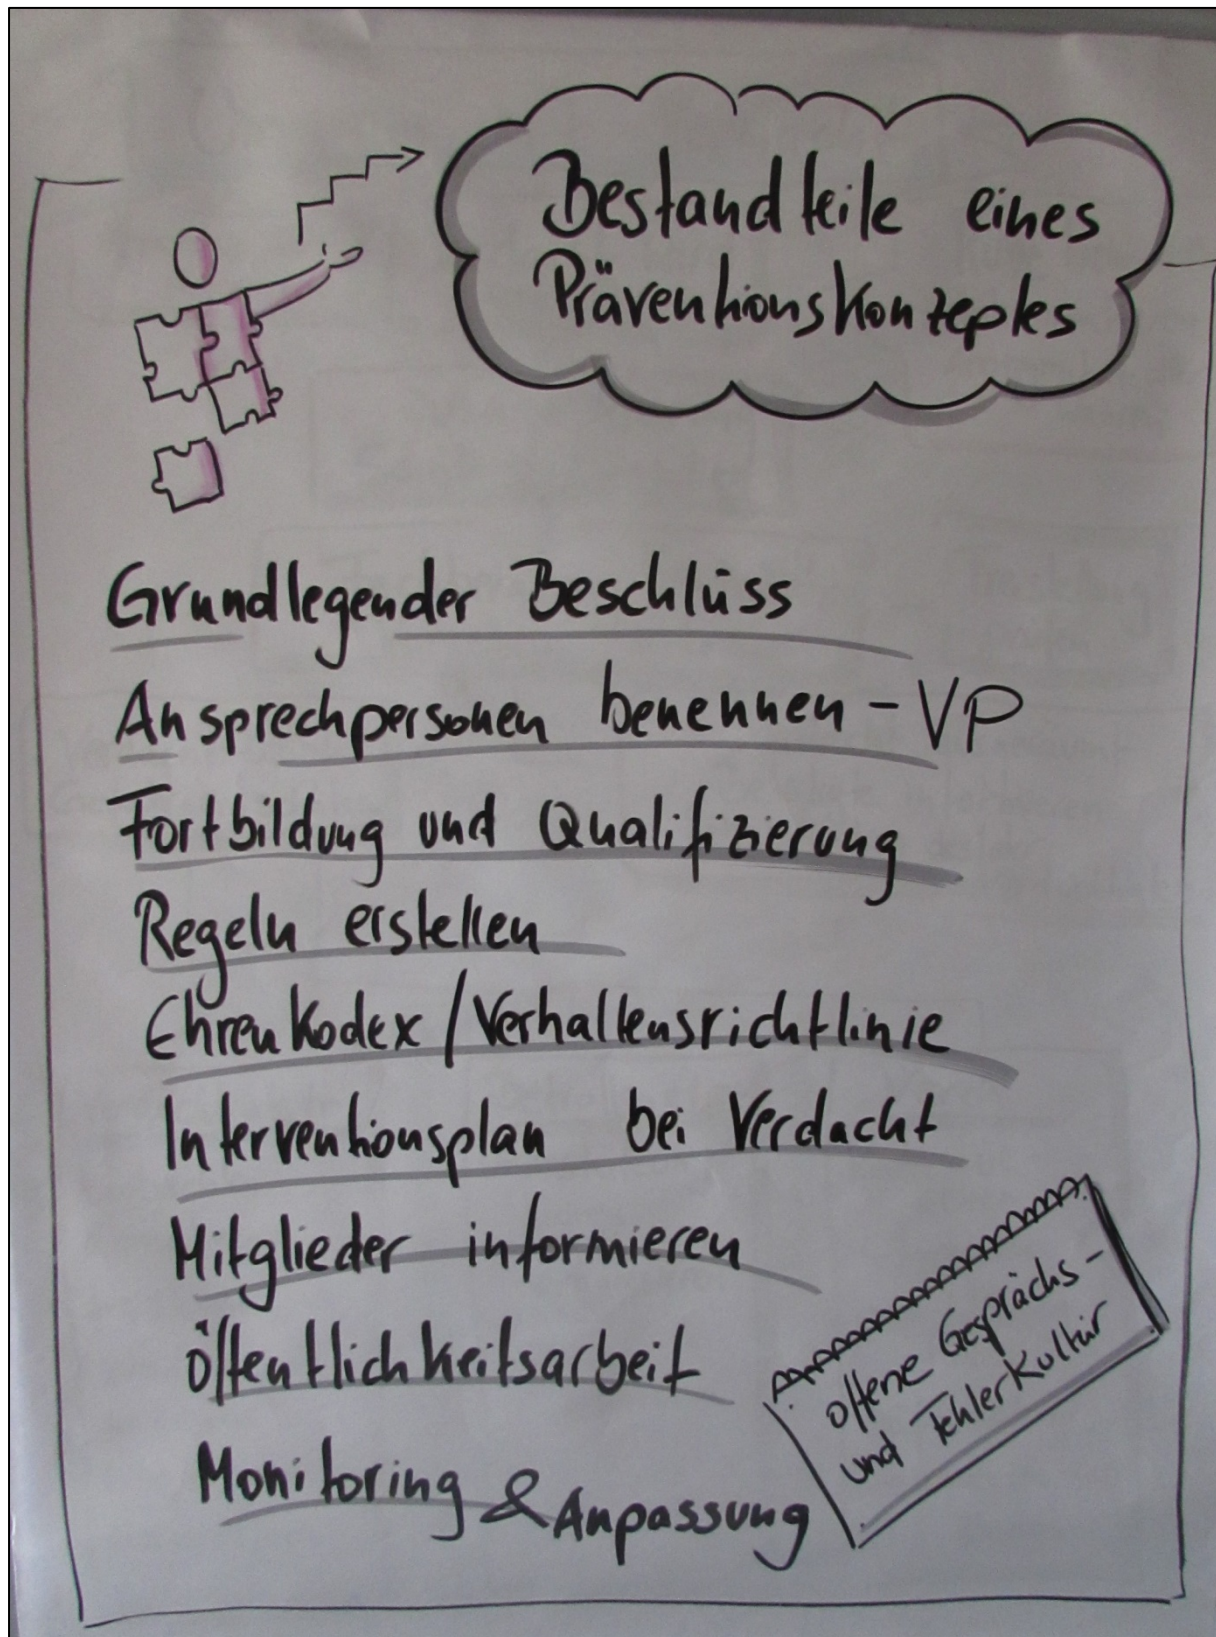 Bestandteile eines
Präventionskonzeptes
Grundlegender Beschluss
Ansprechpersonen benennen - VP
Fortbildung und Qualifizierung
Regeln erstellen
Ehrenkodex/Verhaltensrichtlinie
Interventionsplan bei Verdacht
Mitglieder informieren
Öffentlichkeitsarbeit
Monitoring & Anpassung
offene Gesprächs-
und Fehlerkultur